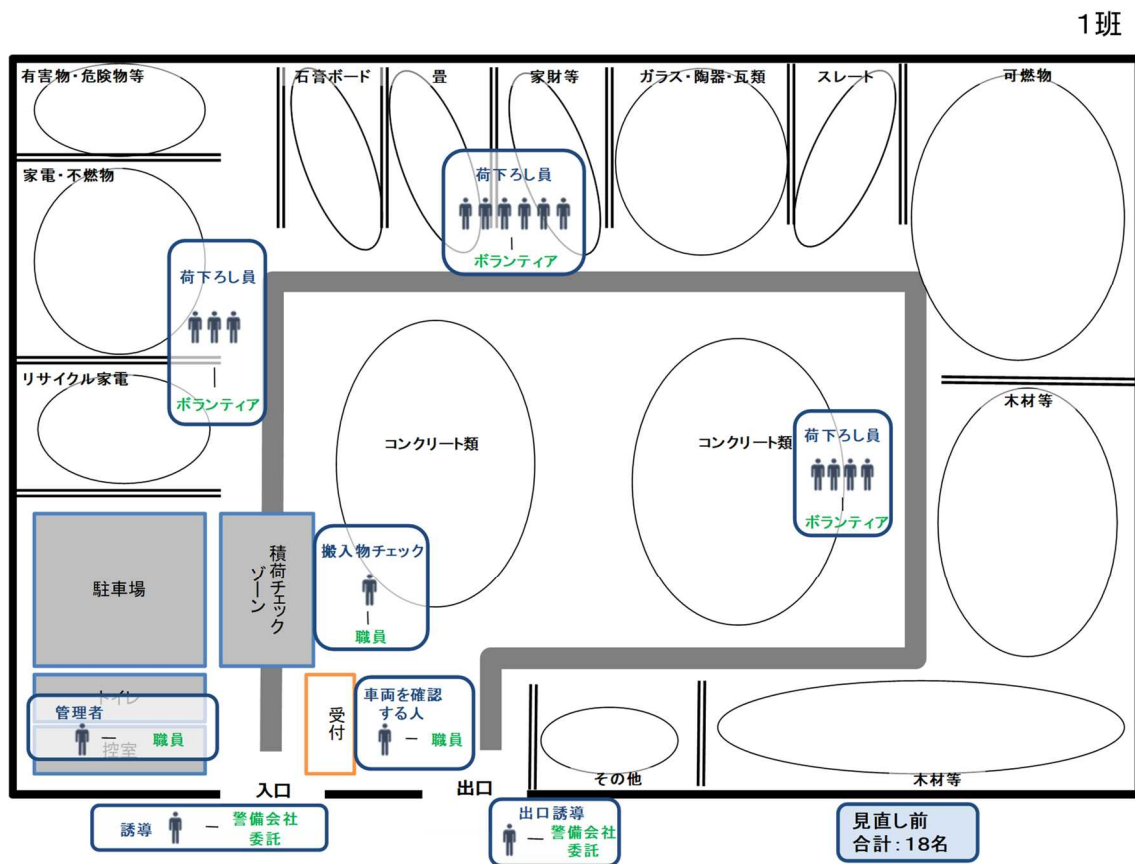 1班
有害物・危険物等
石膏ボード
畳
家財等
ガラス・陶器・瓦類
スレート
可燃物
家電・不燃物
荷下ろし員
ボランティア
荷下ろし員
ボランティア
リサイクル家電
木材等
コンクリート類
コンクリート類
荷下ろし員
ボランティア
駐車場
積荷チェック
ゾーン
搬入物チェック
職員
トイレ
管理者
職員
控室
受付
車両を確認
する人
職員
入口
出口
その他
木材等
誘導
警備会社
委託
出口誘導
警備会社
委託
見直し前
合計：18名